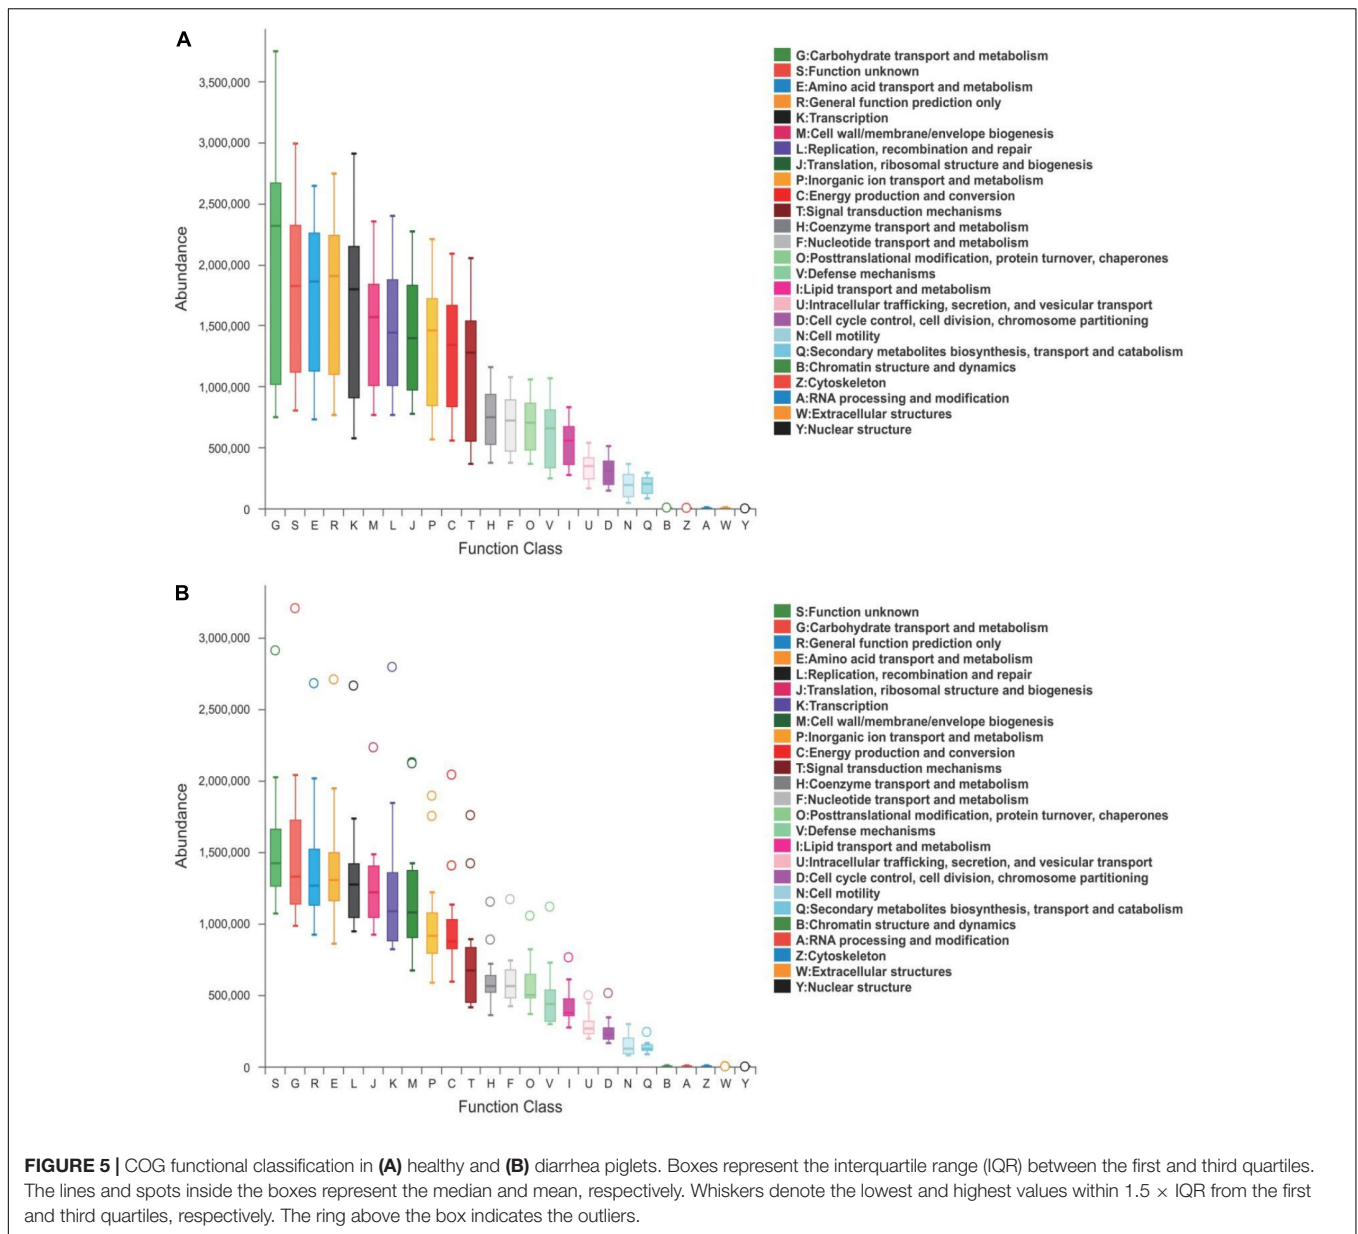 A
3,500,000
3,000,000
2,500,000
2,000,000
1,500,000
1,000,000
500,000
0
Abundance
G S E R K M L J P C T H F O V I U D N Q B Z A W Y
Function Class
G:Carbohydrate transport and metabolism
S:Function unknown
E:Amino acid transport and metabolism
R:General function prediction only
K:Transcription
M:Cell wall/membrane/envelope biogenesis
L:Replication, recombination and repair
J:Translation, ribosomal structure and biogenesis
P:Inorganic ion transport and metabolism
C:Energy production and conversion
T:Signal transduction mechanisms
H:Coenzyme transport and metabolism
F:Nucleotide transport and metabolism
O:Posttranslational modification, protein turnover, chaperones
V:Defense mechanisms
I:Lipid transport and metabolism
U:Intracellular trafficking, secretion, and vesicular transport
D:Cell cycle control, cell division, chromosome partitioning
N:Cell motility
Q:Secondary metabolites biosynthesis, transport and catabolism
B:Chromatin structure and dynamics
Z:Cytoskeleton
A:RNA processing and modification
W:Extracellular structures
Y:Nuclear structure
B
3,000,000
2,500,000
2,000,000
1,500,000
1,000,000
500,000
0
Abundance
S G R E L J K M P C T H F O V I U D N Q B A Z W Y
Function Class
S:Function unknown
G:Carbohydrate transport and metabolism
R:General function prediction only
E:Amino acid transport and metabolism
L:Replication, recombination and repair
J:Translation, ribosomal structure and biogenesis
K:Transcription
M:Cell wall/membrane/envelope biogenesis
P:Inorganic ion transport and metabolism
C:Energy production and conversion
T:Signal transduction mechanisms
H:Coenzyme transport and metabolism
F:Nucleotide transport and metabolism
O:Posttranslational modification, protein turnover, chaperones
V:Defense mechanisms
I:Lipid transport and metabolism
U:Intracellular trafficking, secretion, and vesicular transport
D:Cell cycle control, cell division, chromosome partitioning
N:Cell motility
Q:Secondary metabolites biosynthesis, transport and catabolism
B:Chromatin structure and dynamics
A:RNA processing and modification
Z:Cytoskeleton
W:Extracellular structures
Y:Nuclear structure
FIGURE 5 | COG functional classification in (A) healthy and (B) diarrhea piglets. Boxes represent the interquartile range (IQR) between the first and third quartiles.
The lines and spots inside the boxes represent the median and mean, respectively. Whiskers denote the lowest and highest values within 1.5 × IQR from the first
and third quartiles, respectively. The ring above the box indicates the outliers.